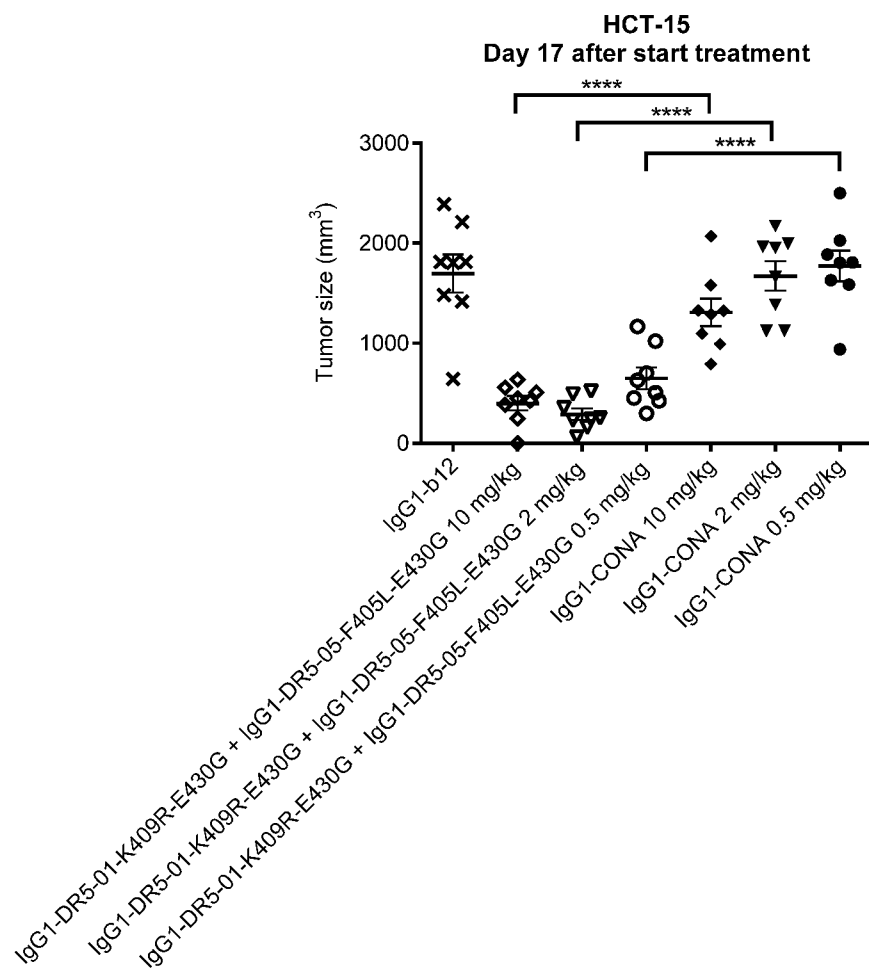 HCT-15
Day 17 after start treatment
****
****
****
3000
2000
1000
0
Tumor size (mm³)
IgG1-b12
IgG1-DR5-01-K409R-E430G + IgG1-DR5-05-F405L-E430G 10 mg/kg
IgG1-DR5-01-K409R-E430G + IgG1-DR5-05-F405L-E430G 2 mg/kg
IgG1-DR5-01-K409R-E430G + IgG1-DR5-05-F405L-E430G 0.5 mg/kg
IgG1-CONA 10 mg/kg
IgG1-CONA 2 mg/kg
IgG1-CONA 0.5 mg/kg